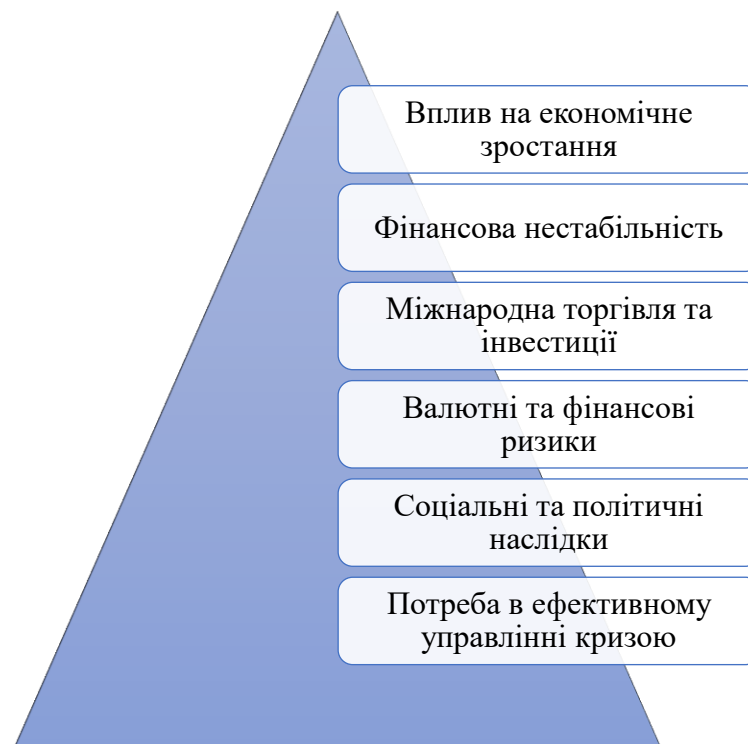 Вплив на економічне
зростання
Фінансова нестабільність
Міжнародна торгівля та
інвестиції
Валютні та фінансові
ризики
Соціальні та політичні
наслідки
Потреба в ефективному
управлінні кризою